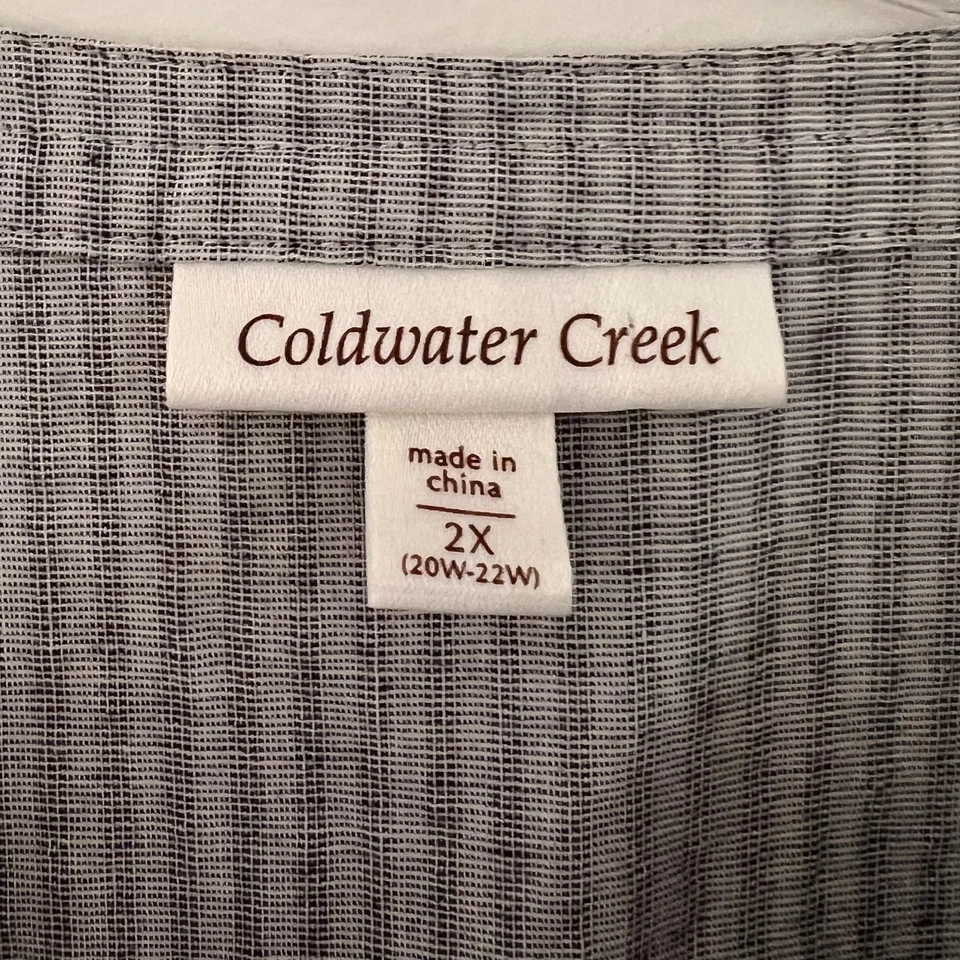 Coldwater Creek
made in
china
2X
(20W-22W)